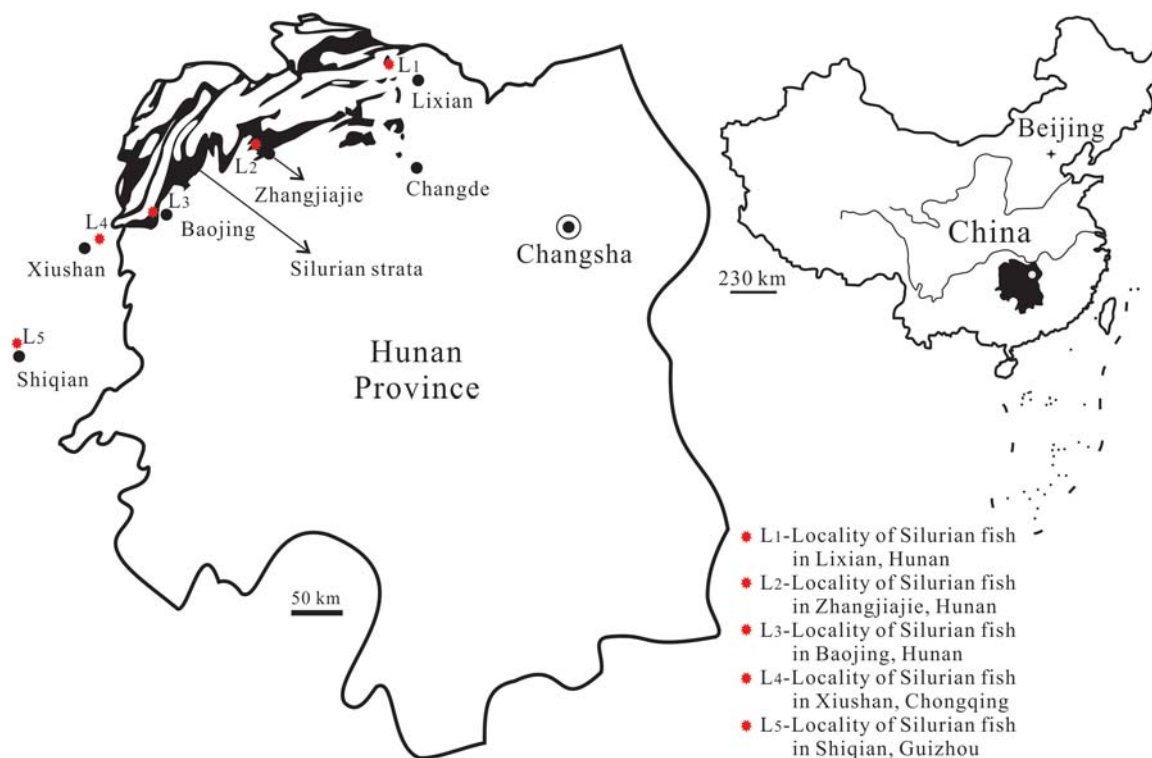 L1
Lixian
L2
Zhangjiajie
Changde
L3
Baojing
L4
Xiushan
Silurian strata
Changsha
L5
Shiqian
Hunan
Province
50 km
Beijing
China
230 km
L1-Locality of Silurian fish
in Lixian, Hunan
L2-Locality of Silurian fish
in Zhangjiajie, Hunan
L3-Locality of Silurian fish
in Baojing, Hunan
L4-Locality of Silurian fish
in Xiushan, Chongqing
L5-Locality of Silurian fish
in Shiqian, Guizhou